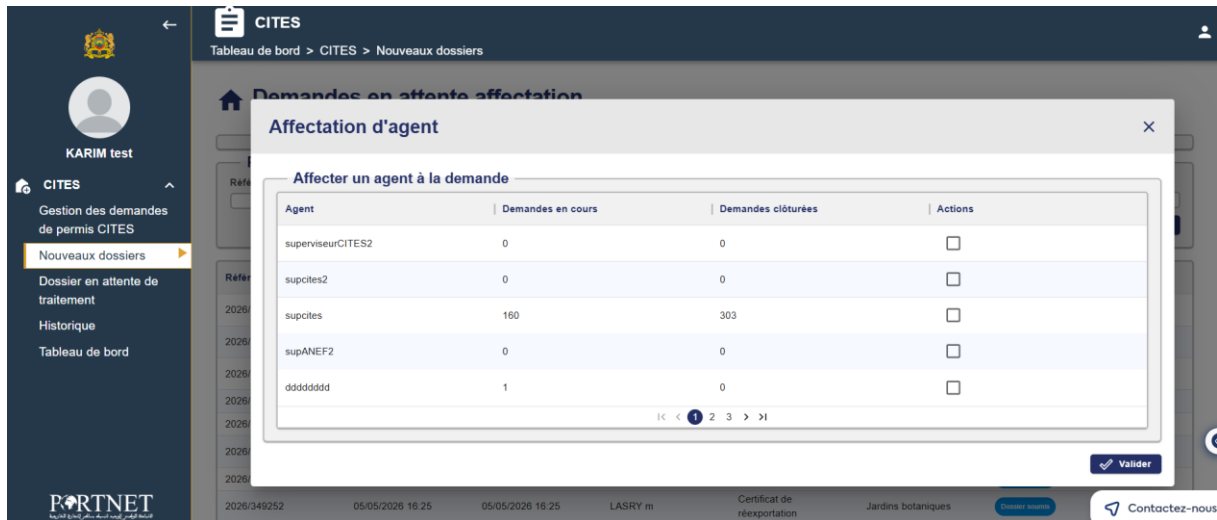 CITES
Tableau de bord > CITES > Nouveaux dossiers
KARIM test
CITES
Gestion des demandes
de permis CITES
Nouveaux dossiers
Dossier en attente de
traitement
Historique
Tableau de bord
PORTNET
Demandes en attente affectation
Affectation d'agent
Affecter un agent à la demande
Agent Demandes en cours Demandes clôturées Actions
superviseurCITES2 0 0
supcites2 0 0
supcites 160 303
supANEF2 0 0
dddddddd 1 0
1 2 3
Valider
Certificat de
2026/349252 05/05/2026 16:25 05/05/2026 16:25 LASRY m réexportation Jardins botaniques Dossier soumis
Contactez-nous